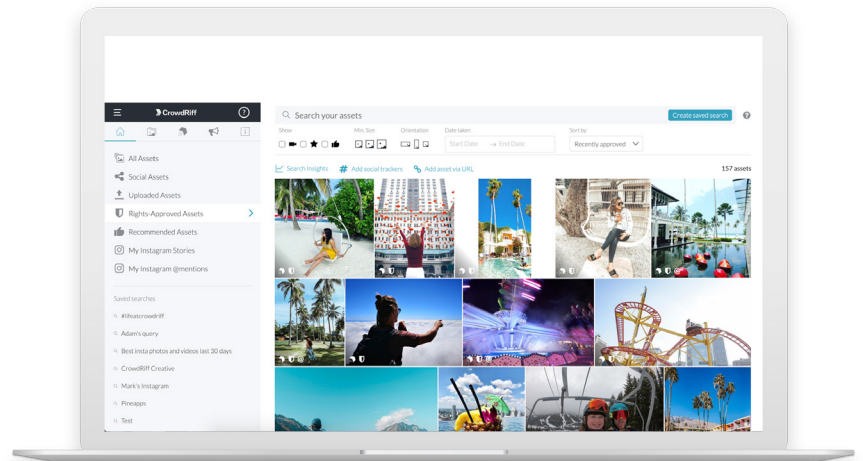 CrowdRiff
?
Search your assets
Create saved search
?
Show
Min. Size
Orientation
Date taken
Sort by
Start Date → End Date
Recently approved
Search Insights
# Add social trackers
Add asset via URL
157 assets
All Assets
Social Assets
Uploaded Assets
Rights-Approved Assets
Recommended Assets
My Instagram Stories
My Instagram @mentions
Saved searches
#lifeatcrowdriff
Adam's query
Best insta photos and videos last 30 days
CrowdRiff Creative
Mark's Instagram
Pineapps
Test